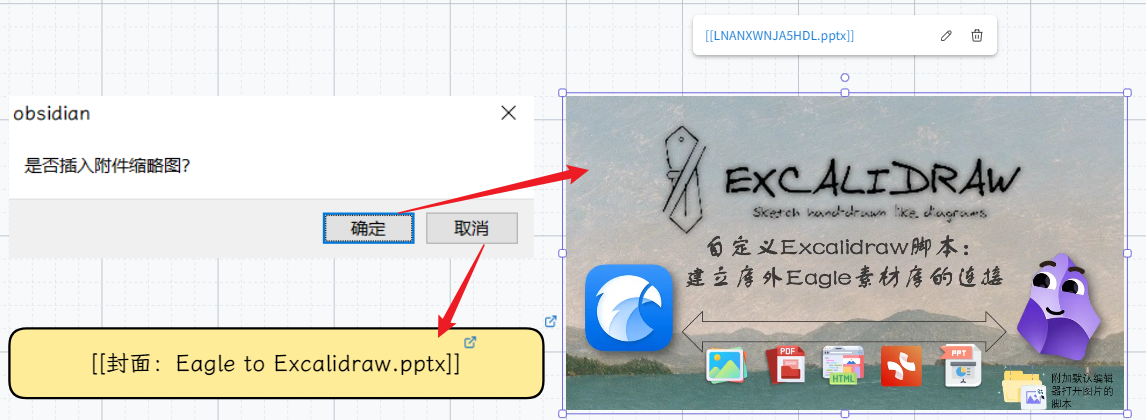 [[LNANXWNJA5HDL.pptx]]
obsidian
是否插入附件缩略图?
确定
取消
[[封面：Eagle to Excalidraw.pptx]]
EXCALIDRAW
Sketch hand-drawn like diagrams
自定义Excalidraw脚本：
建立库外Eagle素材库的连接
PDF
HTML
PPT
附加默认编辑
器打开图片的
脚本